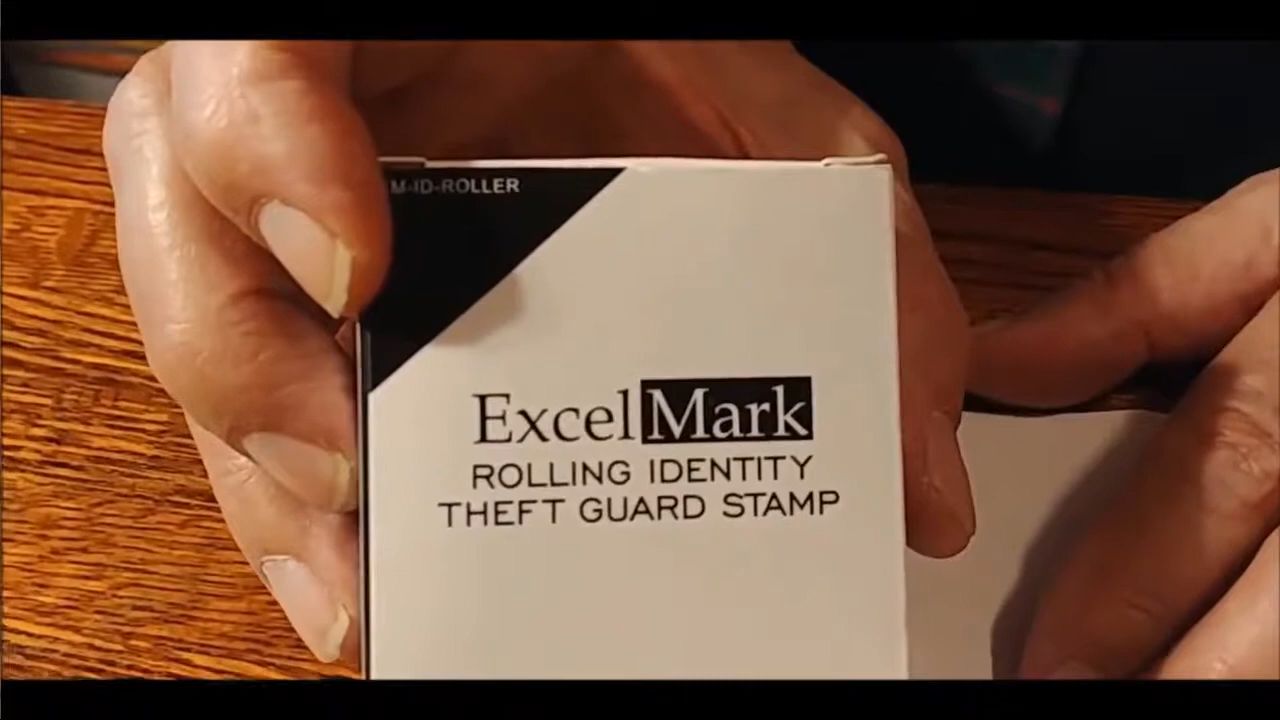 M-ID-ROLLER
ExcelMark
ROLLING IDENTITY
THEFT GUARD STAMP